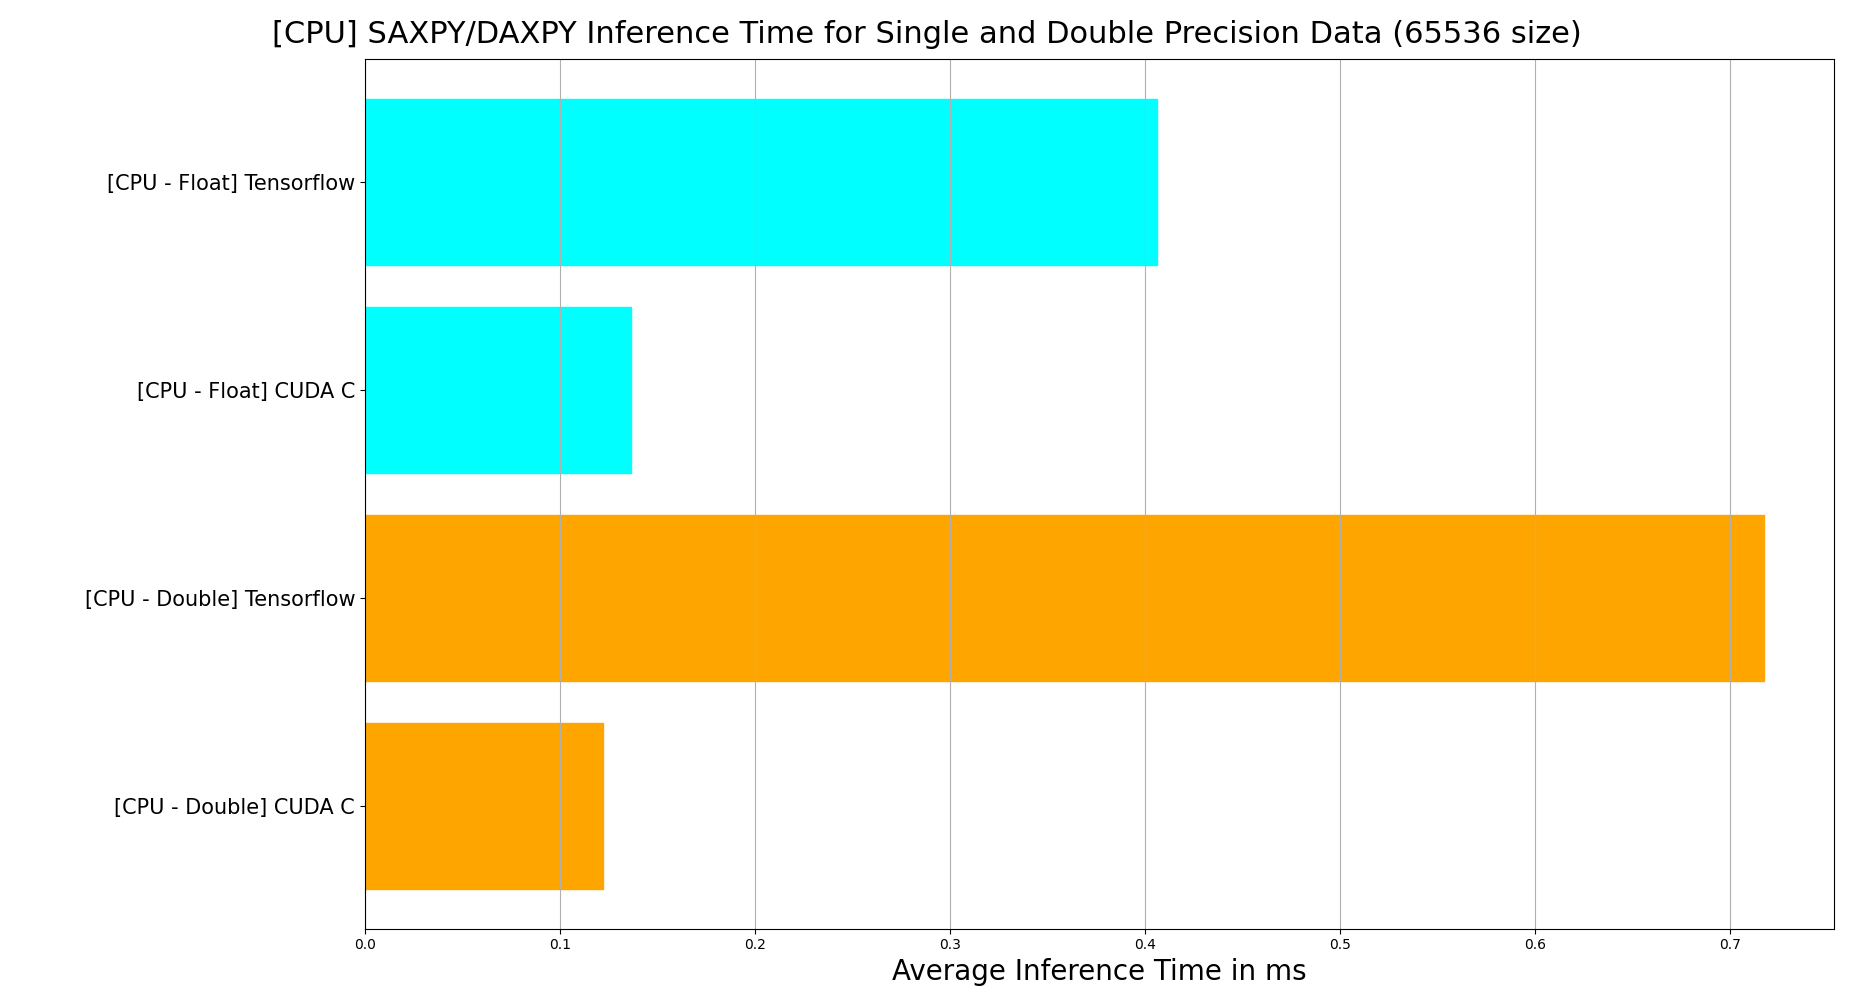 [CPU] SAXPY/DAXPY Inference Time for Single and Double Precision Data (65536 size)
[CPU - Float] Tensorflow
[CPU - Float] CUDA C
[CPU - Double] Tensorflow
[CPU - Double] CUDA C
0.0 0.1 0.2 0.3 0.4 0.5 0.6 0.7
Average Inference Time in ms